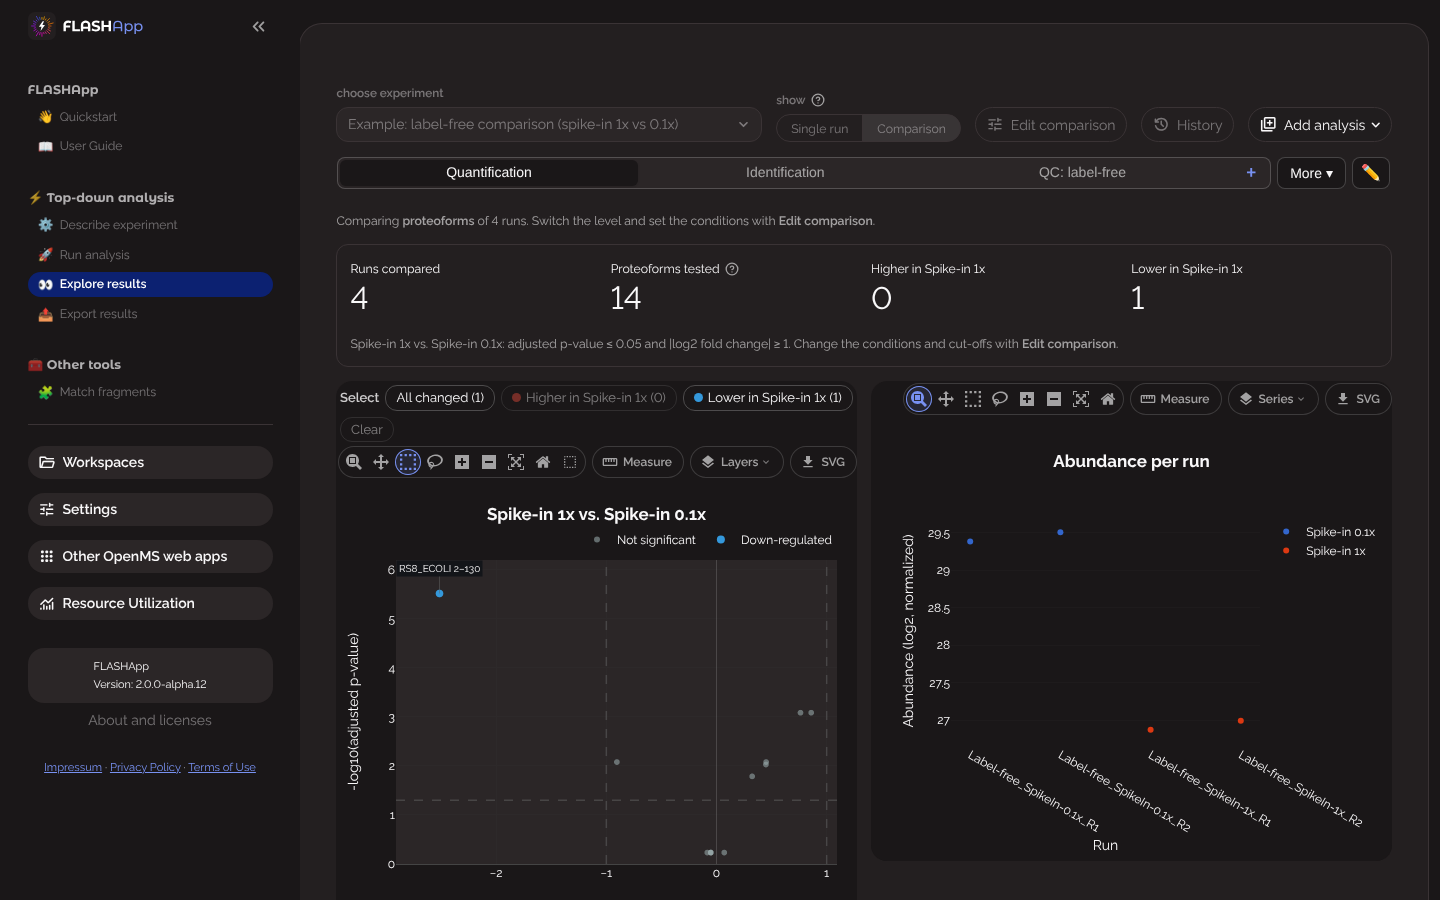 FLASHApp
FLASHApp
Quickstart
User Guide
Top-down analysis
Describe experiment
Run analysis
Explore results
Export results
Other tools
Match fragments
Workspaces
Settings
Other OpenMS web apps
Resource Utilization
FLASHApp
Version: 2.0.0-alpha.12
About and licenses
Impressum · Privacy Policy · Terms of Use
choose experiment
Example: label-free comparison (spike-in 1x vs 0.1x)
show
Single run
Comparison
Edit comparison
History
Add analysis
Quantification
Identification
QC: label-free
+
More ▾
Comparing proteoforms of 4 runs. Switch the level and set the conditions with Edit comparison.
Runs compared
4
Proteoforms tested
14
Higher in Spike-in 1x
0
Lower in Spike-in 1x
1
Spike-in 1x vs. Spike-in 0.1x: adjusted p-value ≤ 0.05 and |log2 fold change| ≥ 1. Change the conditions and cut-offs with Edit comparison.
Select
All changed (1)
Higher in Spike-in 1x (0)
Lower in Spike-in 1x (1)
Clear
Measure
Layers
SVG
Spike-in 1x vs. Spike-in 0.1x
Not significant
Down-regulated
RS8_ECOLI 2–130
-log10(adjusted p-value)
6
5
4
3
2
1
0
−2
−1
0
1
Measure
Series
SVG
Abundance per run
Spike-in 0.1x
Spike-in 1x
Abundance (log2, normalized)
29.5
29
28.5
28
27.5
27
Label-free_SpikeIn-0.1x_R1
Label-free_SpikeIn-0.1x_R2
Label-free_SpikeIn-1x_R1
Label-free_SpikeIn-1x_R2
Run